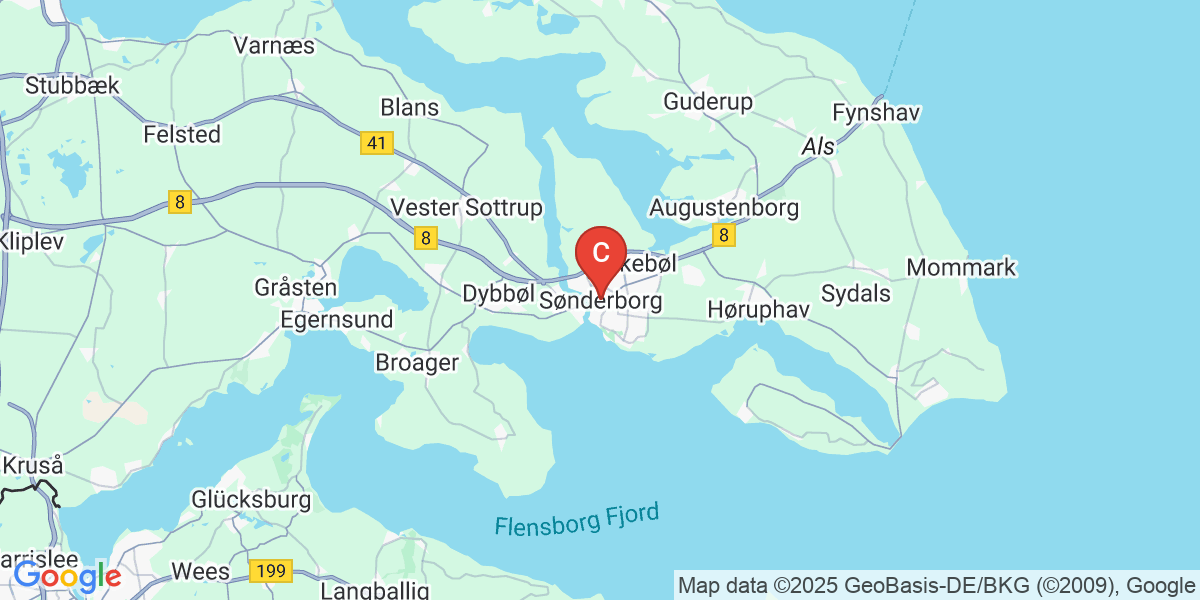 Varnæs
Stubbæk
Blans
Guderup
Fynshav
Felsted
41
Als
8
Vester Sottrup
Augustenborg
8
8
Kliplev
C
kebøl
Mommark
Gråsten
Dybbøl
Sønderborg
Sydals
Høruphav
Egernsund
Broager
Kruså
Glücksburg
Flensborg Fjord
arrislee
Wees
199
Langballig
Google
Map data ©2025 GeoBasis-DE/BKG (©2009), Google